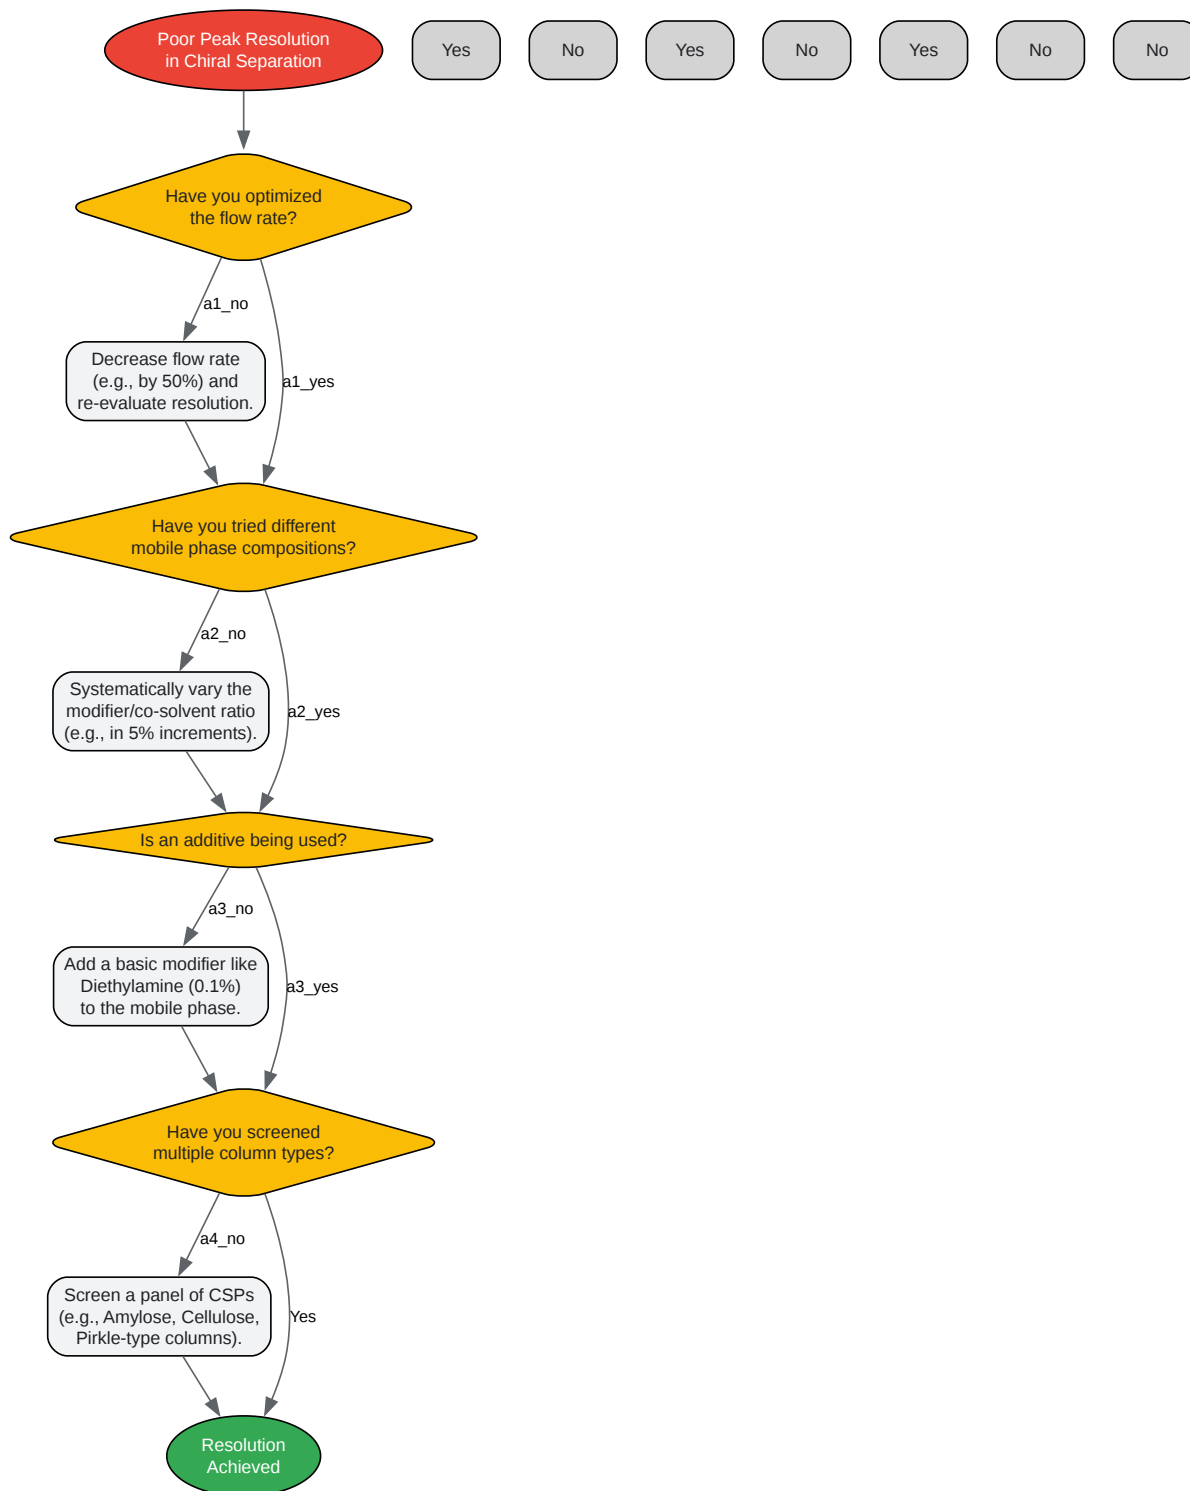 Poor Peak Resolution
in Chiral Separation
Yes
No
Yes
No
Yes
No
No
Have you optimized
the flow rate?
a1_no
Decrease flow rate
(e.g., by 50%) and
re-evaluate resolution.
a1_yes
Have you tried different
mobile phase compositions?
a2_no
Systematically vary the
modifier/co-solvent ratio
(e.g., in 5% increments).
a2_yes
Is an additive being used?
a3_no
Add a basic modifier like
Diethylamine (0.1%)
to the mobile phase.
a3_yes
Have you screened
multiple column types?
a4_no
Screen a panel of CSPs
(e.g., Amylose, Cellulose,
Pirkle-type columns).
Yes
Resolution
Achieved